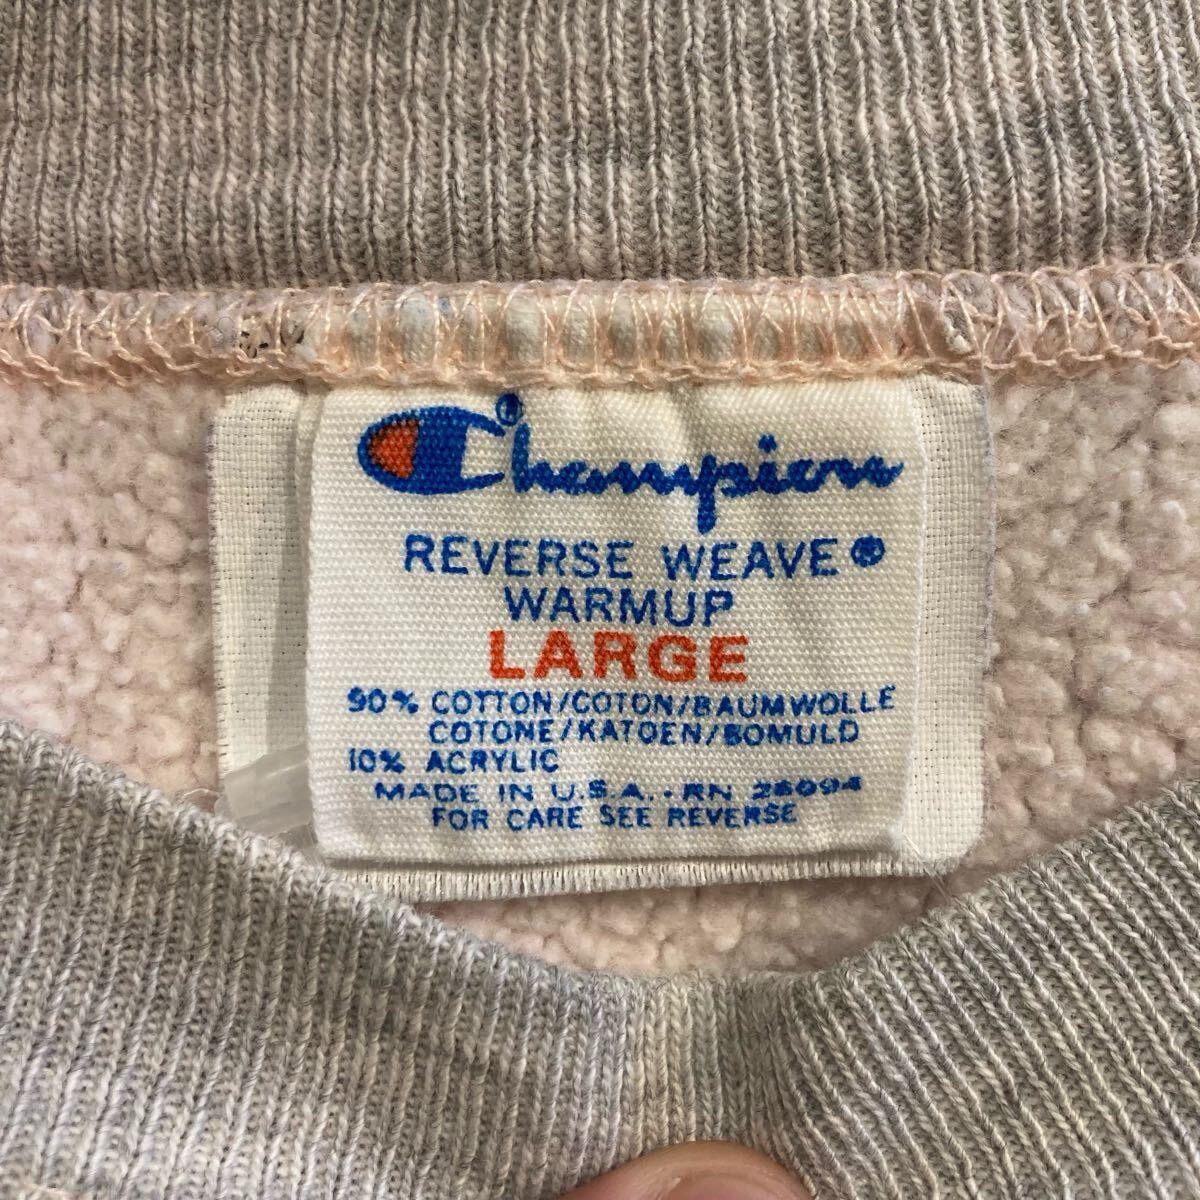 Champion®
REVERSE WEAVE®
WARMUP
LARGE
90% COTTON/COTON/BAUMWOLLE
COTONE/KATOEN/BOMULD
10% ACRYLIC
MADE IN U.S.A. · RN 26094
FOR CARE SEE REVERSE